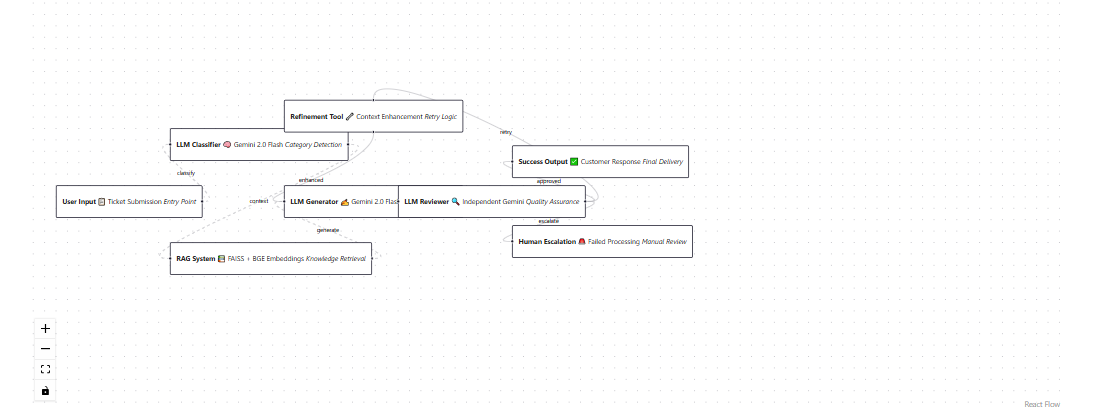 Refinement Tool 🔗 Context Enhancement Retry Logic
retry
LLM Classifier 🧠 Gemini 2.0 Flash Category Detection
Success Output ✅ Customer Response Final Delivery
classify
enhanced
approved
User Input 📋 Ticket Submission Entry Point
context
LLM Generator ✍️ Gemini 2.0 Flas
LLM Reviewer 🔍 Independent Gemini Quality Assurance
escalate
generate
Human Escalation 🚨 Failed Processing Manual Review
RAG System 📚 FAISS + BGE Embeddings Knowledge Retrieval
React Flow